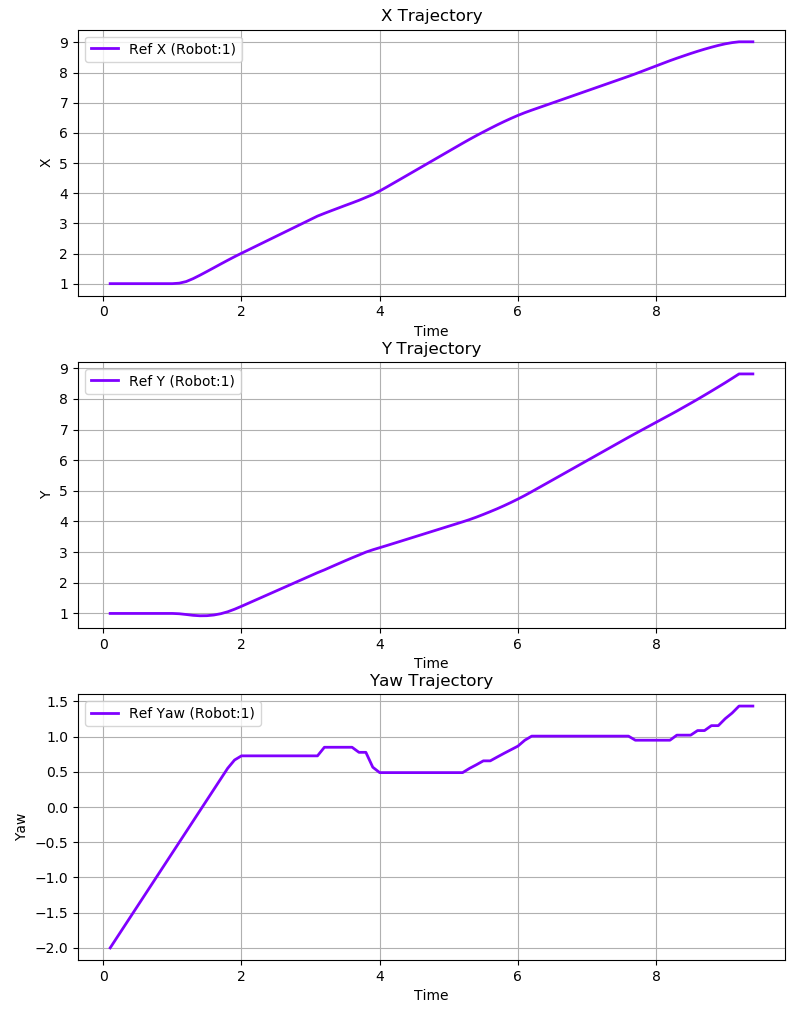 X Trajectory
9
8
7
6
5
4
3
2
1
X
Ref X (Robot:1)
0 2 4 6 8
Time
Y Trajectory
9
8
7
6
5
4
3
2
1
Y
Ref Y (Robot:1)
0 2 4 6 8
Time
Yaw Trajectory
1.5
1.0
0.5
0.0
−0.5
−1.0
−1.5
−2.0
Yaw
Ref Yaw (Robot:1)
0 2 4 6 8
Time